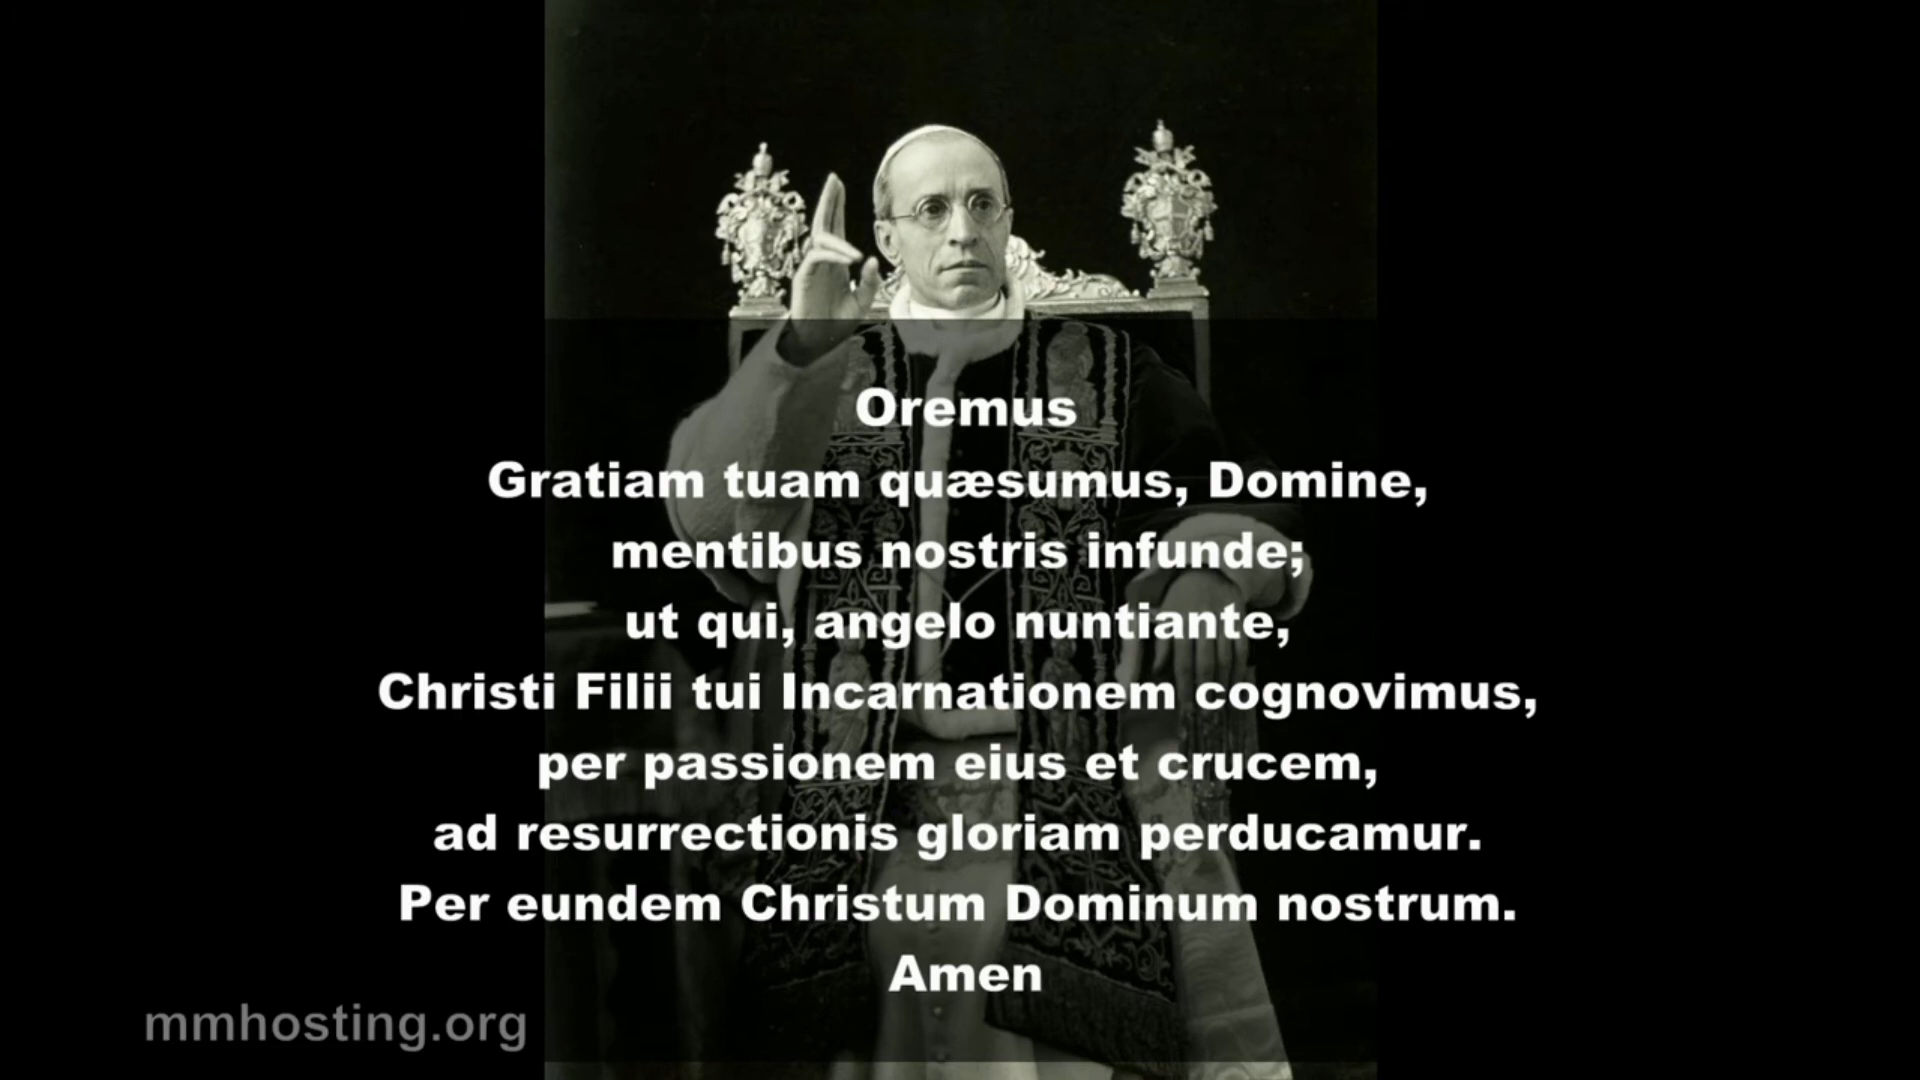 Oremus
Gratiam tuam quæsumus, Domine,
mentibus nostris infunde;
ut qui, angelo nuntiante,
Christi Filii tui Incarnationem cognovimus,
per passionem eius et crucem,
ad resurrectionis gloriam perducamur.
Per eundem Christum Dominum nostrum.
Amen
mmhosting.org